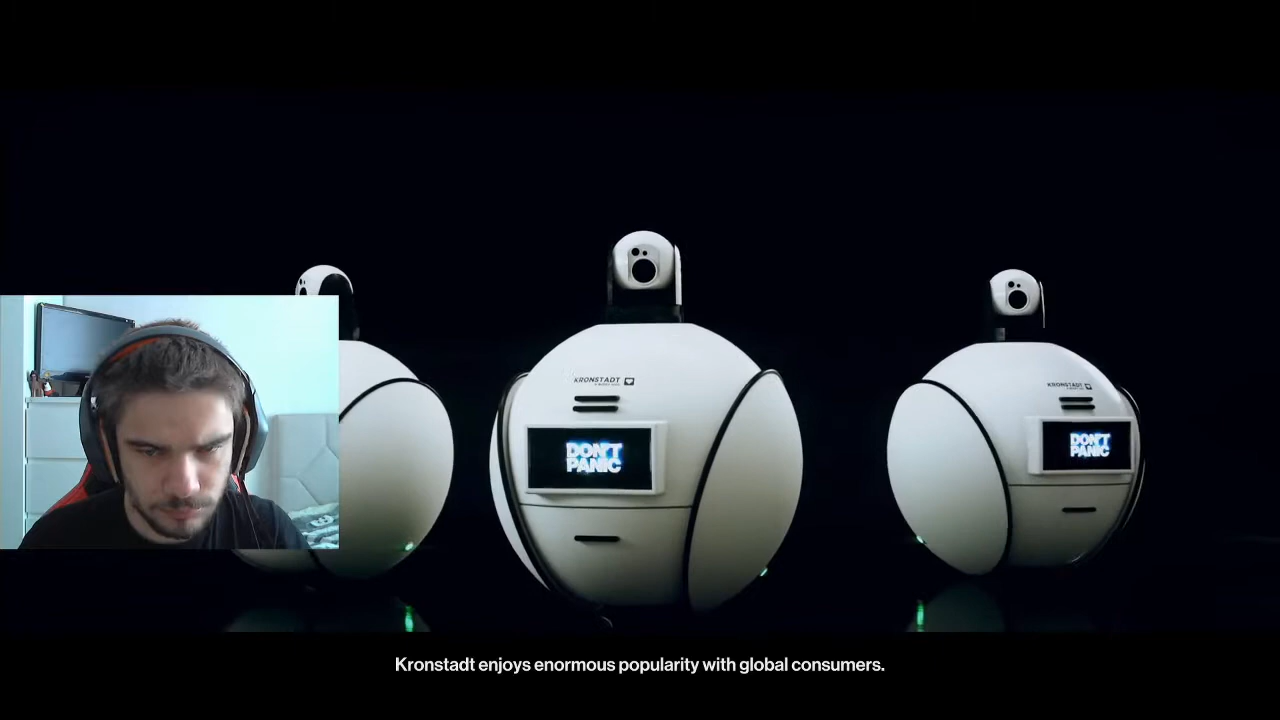 KRONSTADT
KRONSTADT
DON'T
PANIC
DON'T
PANIC
Kronstadt enjoys enormous popularity with global consumers.